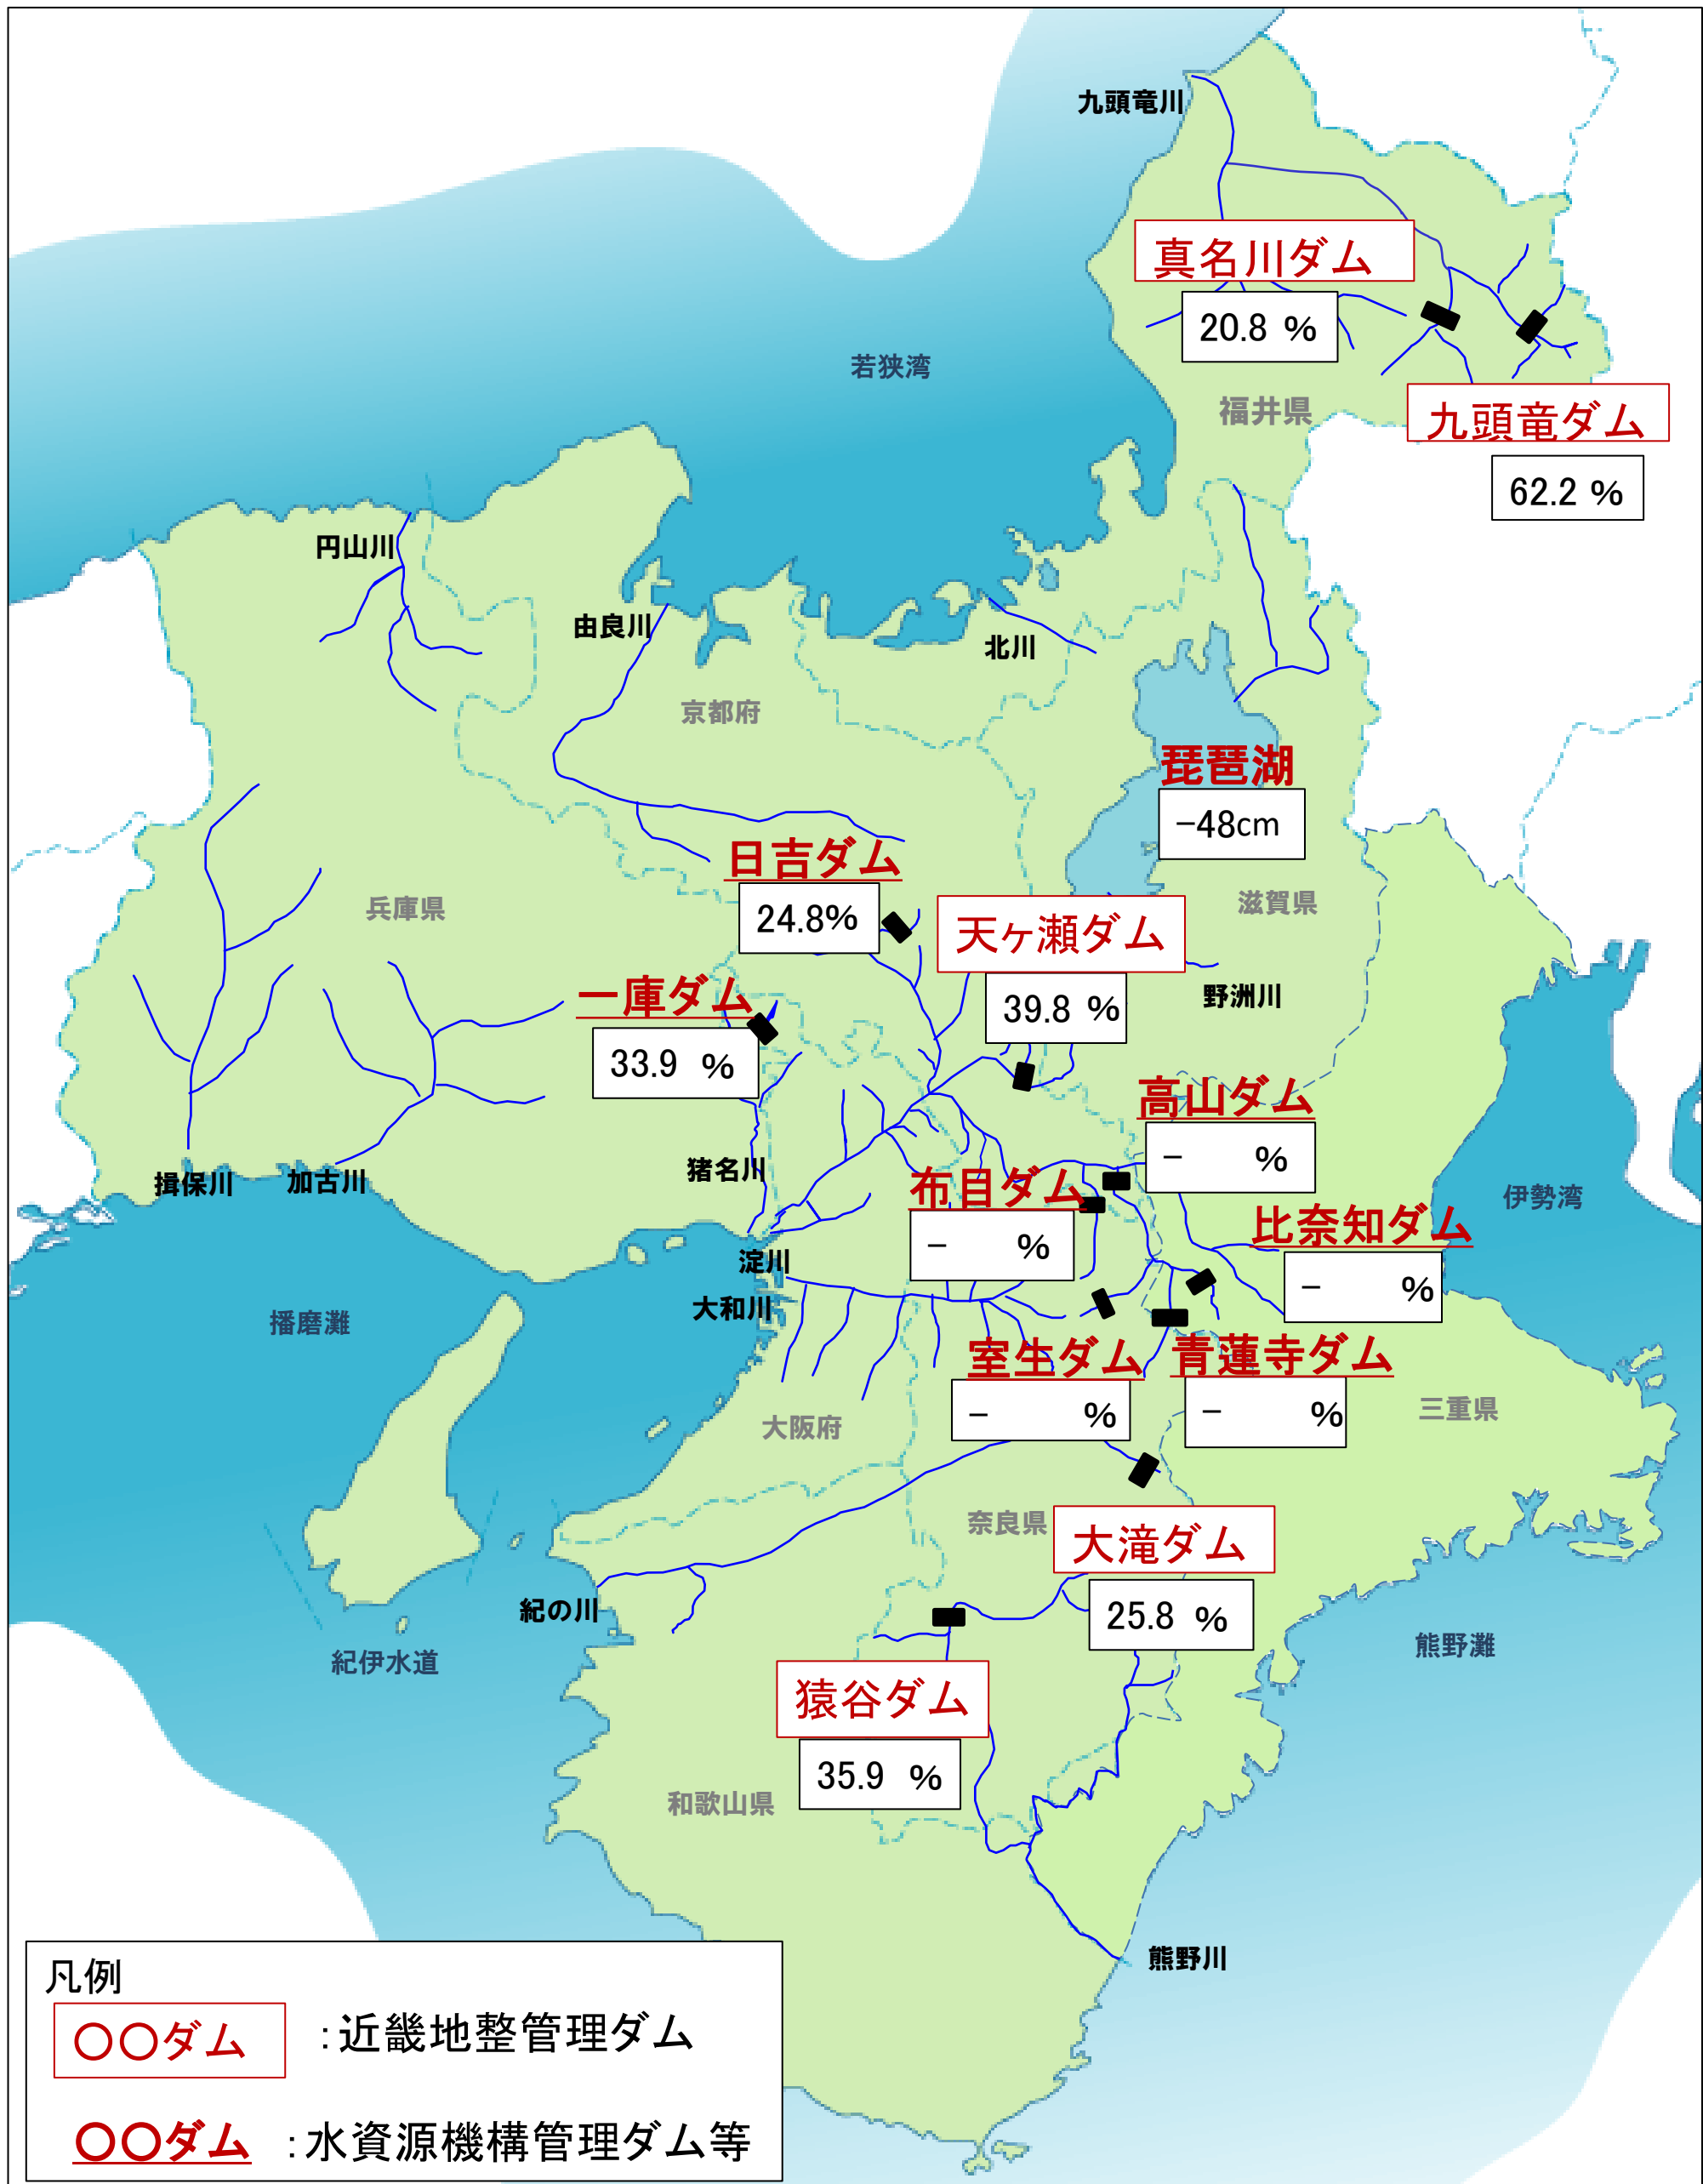 九頭竜川
真名川ダム
20.8 %
若狭湾
福井県
九頭竜ダム
62.2 %
円山川
由良川
北川
京都府
琵琶湖
−48cm
日吉ダム
24.8%
兵庫県
滋賀県
天ヶ瀬ダム
39.8 %
野洲川
一庫ダム
33.9 %
高山ダム
− %
猪名川
揖保川
加古川
布目ダム
− %
伊勢湾
比奈知ダム
− %
淀川
大和川
播磨灘
室生ダム
− %
青蓮寺ダム
− %
三重県
大阪府
奈良県
大滝ダム
25.8 %
紀の川
紀伊水道
熊野灘
猿谷ダム
35.9 %
和歌山県
熊野川
凡例
〇〇ダム :近畿地整管理ダム
〇〇ダム :水資源機構管理ダム等